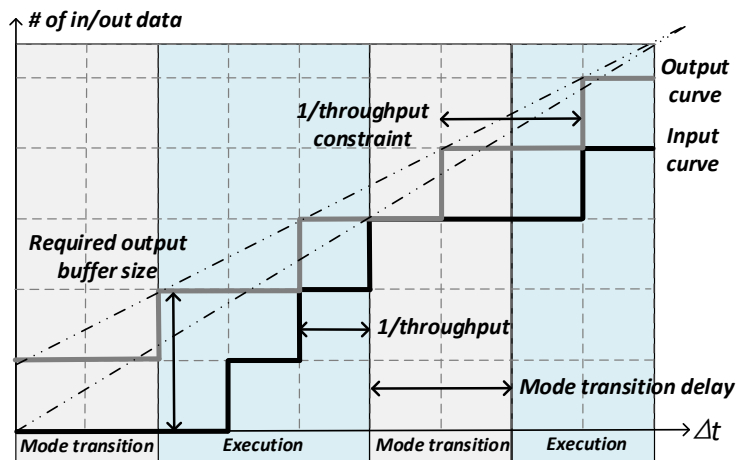 # of in/out data
Output
curve
1/throughput
constraint
Input
curve
Required output
buffer size
1/throughput
Mode transition delay
Δt
Mode transition
Execution
Mode transition
Execution